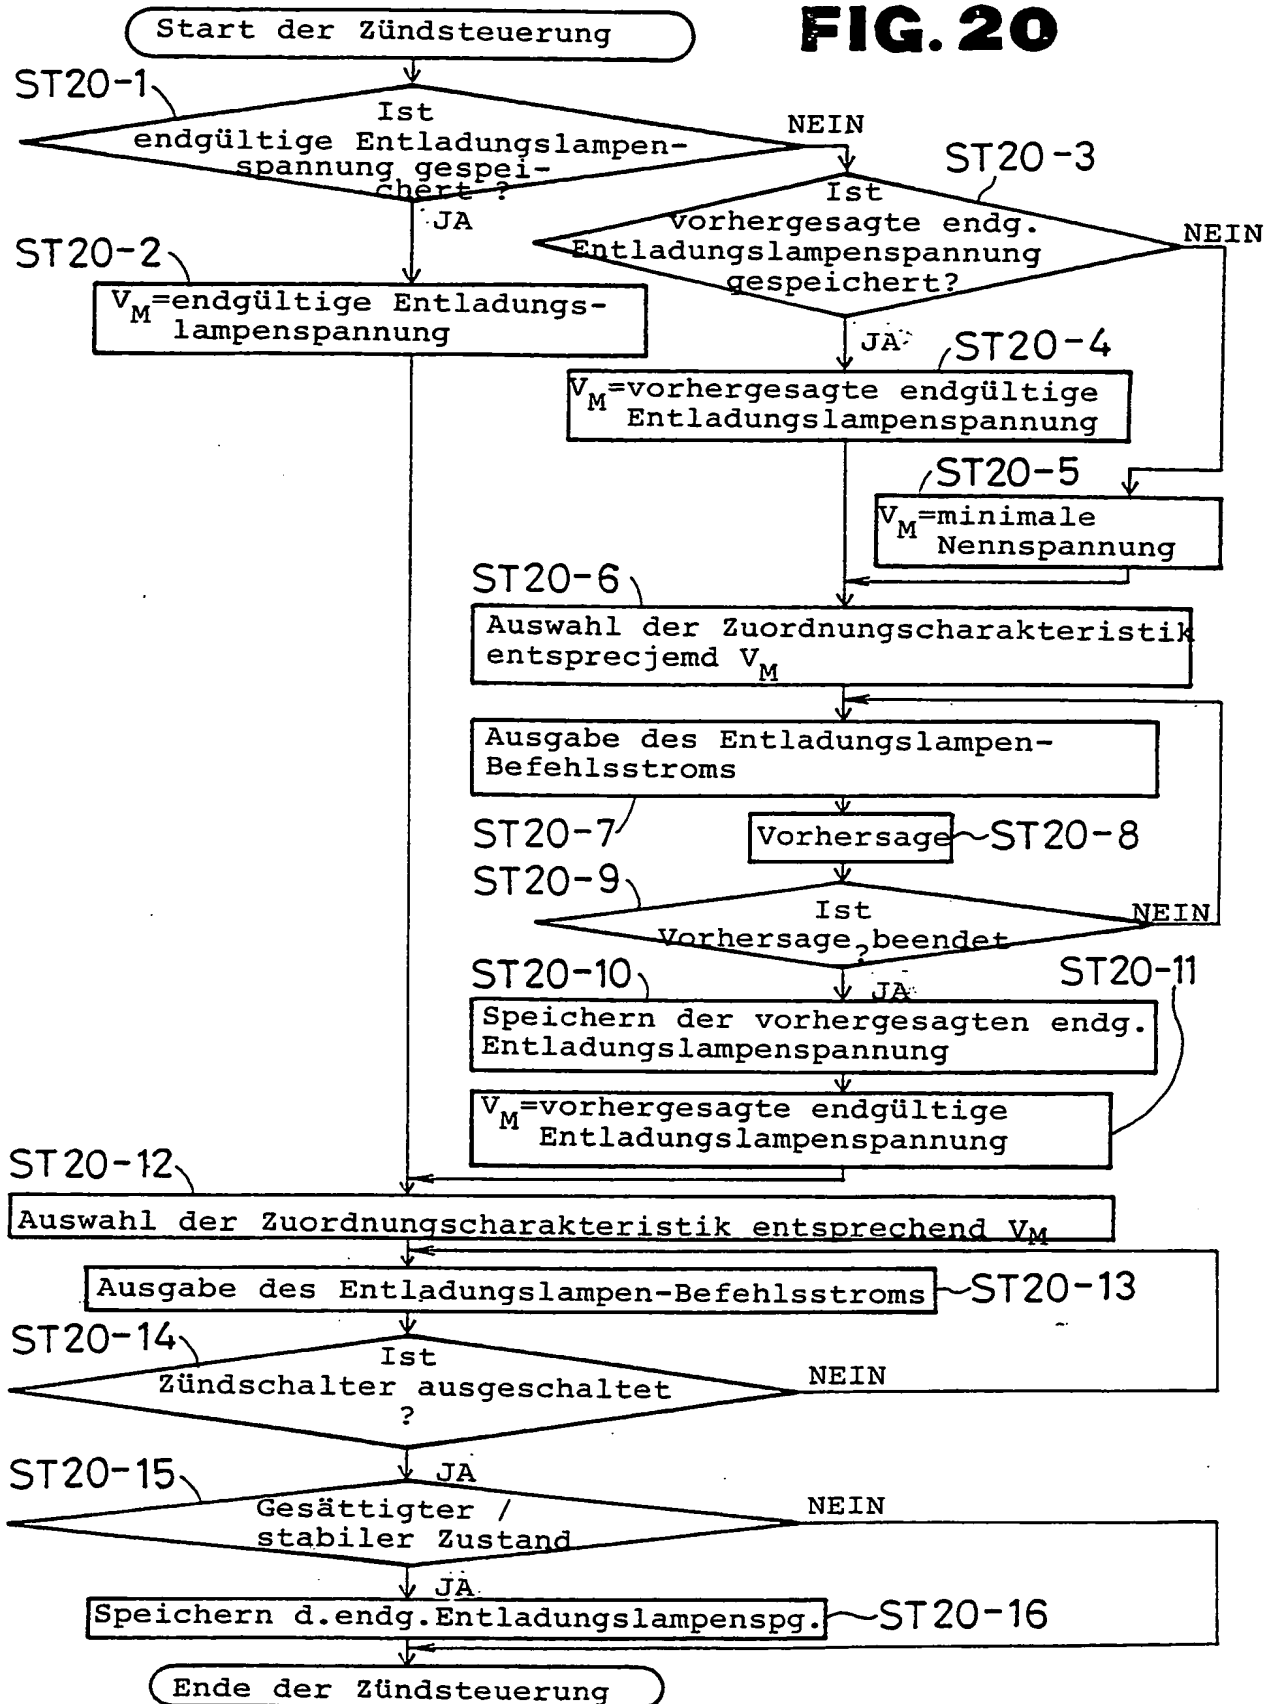 FIG. 20
Start der Zündsteuerung
ST20-1
Ist
endgültige Entladungslampen-
spannung gespei-
chert ?
NEIN
JA
ST20-2
VM=endgültige Entladungs-
lampenspannung
ST20-3
Ist
vorhergesagte endg.
Entladungslampenspannung
gespeichert?
NEIN
JA
ST20-4
VM=vorhergesagte endgültige
Entladungslampenspannung
ST20-5
VM=minimale
Nennspannung
ST20-6
Auswahl der Zuordnungscharakteristik
entsprecjemd VM
Ausgabe des Entladungslampen-
Befehlsstroms
ST20-7
Vorhersage
ST20-8
ST20-9
Ist
Vorhersage beendet
?
NEIN
JA
ST20-10
Speichern der vorhergesagten endg.
Entladungslampenspannung
ST20-11
VM=vorhergesagte endgültige
Entladungslampenspannung
ST20-12
Auswahl der Zuordnungscharakteristik entsprechend VM
Ausgabe des Entladungslampen-Befehlsstroms
ST20-13
ST20-14
Ist
Zündschalter ausgeschaltet
?
NEIN
JA
ST20-15
Gesättigter /
stabiler Zustand
NEIN
JA
Speichern d.endg.Entladungslampenspg.
ST20-16
Ende der Zündsteuerung